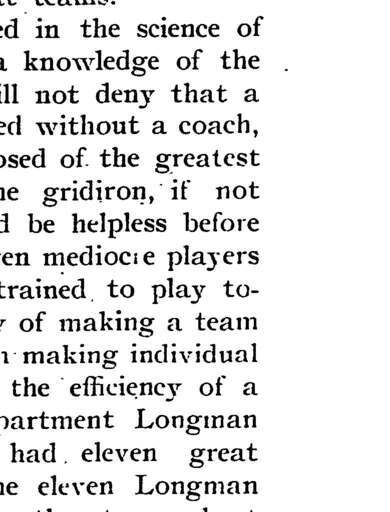 ed in the science of
a knowledge of the
ill not deny that a
ed without a coach,
osed of the greatest
he gridiron, if not
d be helpless before
ven mediocre players
trained to play to-
y of making a team
n making individual
the efficiency of a
partment Longman
had eleven great
he eleven Longman